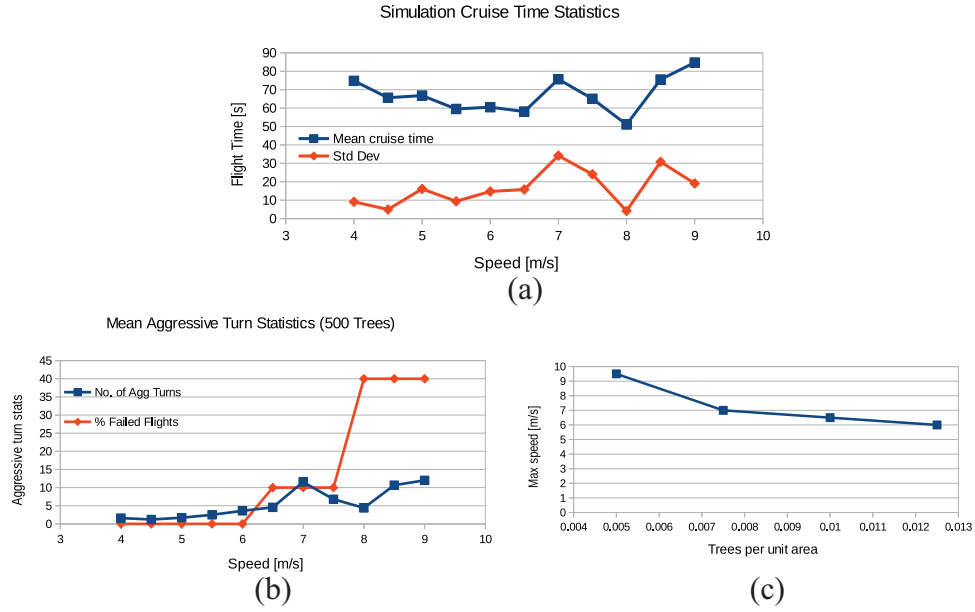 Simulation Cruise Time Statistics
90
80
70
60
50
40
30
20
10
0
Flight Time [s]
Mean cruise time
Std Dev
3 4 5 6 7 8 9 10
Speed [m/s]
(a)
Mean Aggressive Turn Statistics (500 Trees)
45
40
35
30
25
20
15
10
5
0
Aggressive turn stats
No. of Agg Turns
% Failed Flights
3 4 5 6 7 8 9 10
Speed [m/s]
(b)
10
9
8
7
6
5
4
3
2
1
0
Max speed [m/s]
0.004 0.005 0.006 0.007 0.008 0.009 0.01 0.011 0.012 0.013
Trees per unit area
(c)